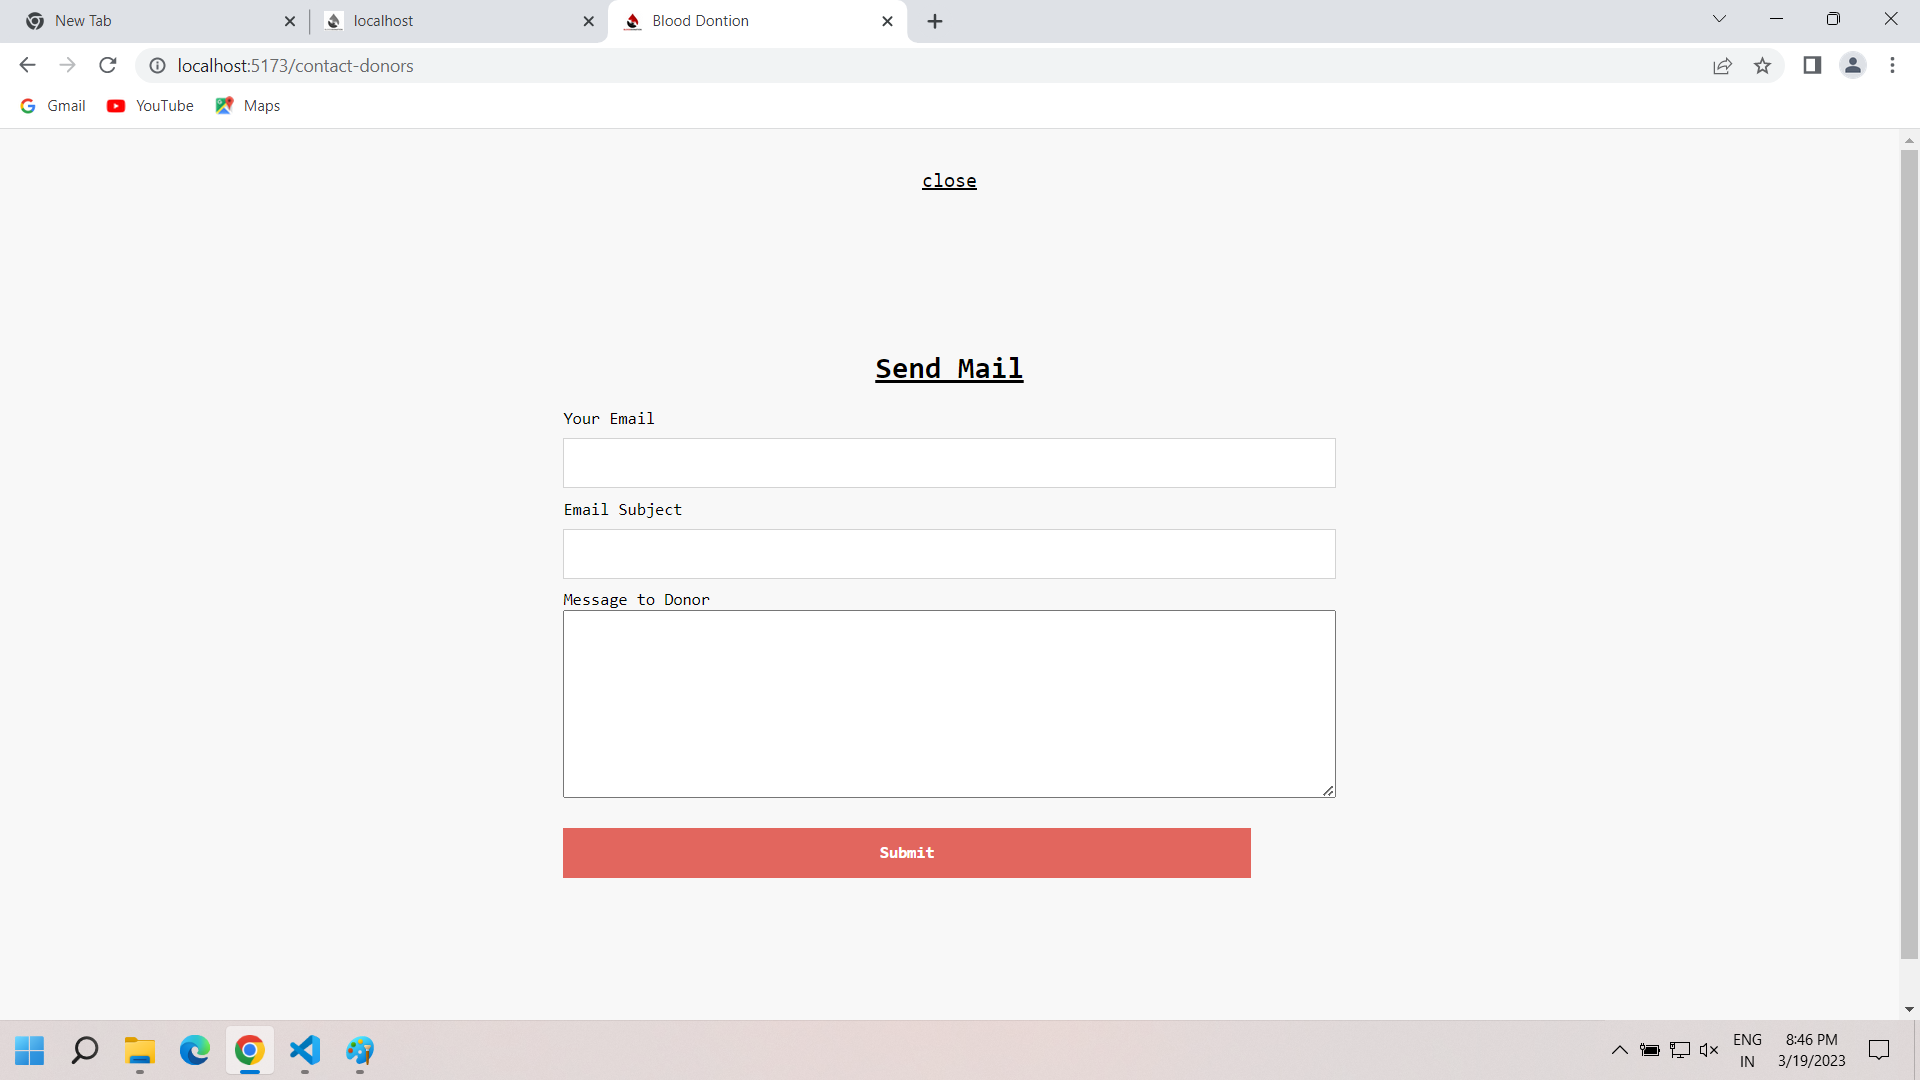 New Tab
localhost
Blood Dontion
localhost:5173/contact-donors
Gmail
YouTube
Maps
close
Send Mail
Your Email
Email Subject
Message to Donor
Submit
ENG
IN
8:46 PM
3/19/2023